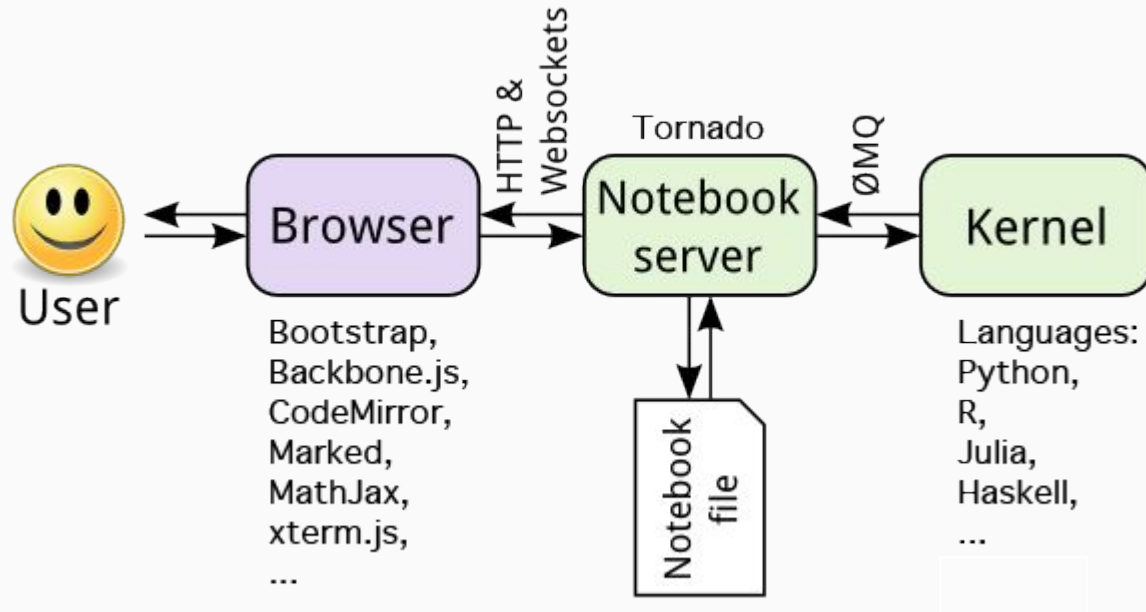 User
Browser
Bootstrap,
Backbone.js,
CodeMirror,
Marked,
MathJax,
xterm.js,
...
HTTP &
Websockets
Tornado
Notebook
server
Notebook
file
ØMQ
Kernel
Languages:
Python,
R,
Julia,
Haskell,
...